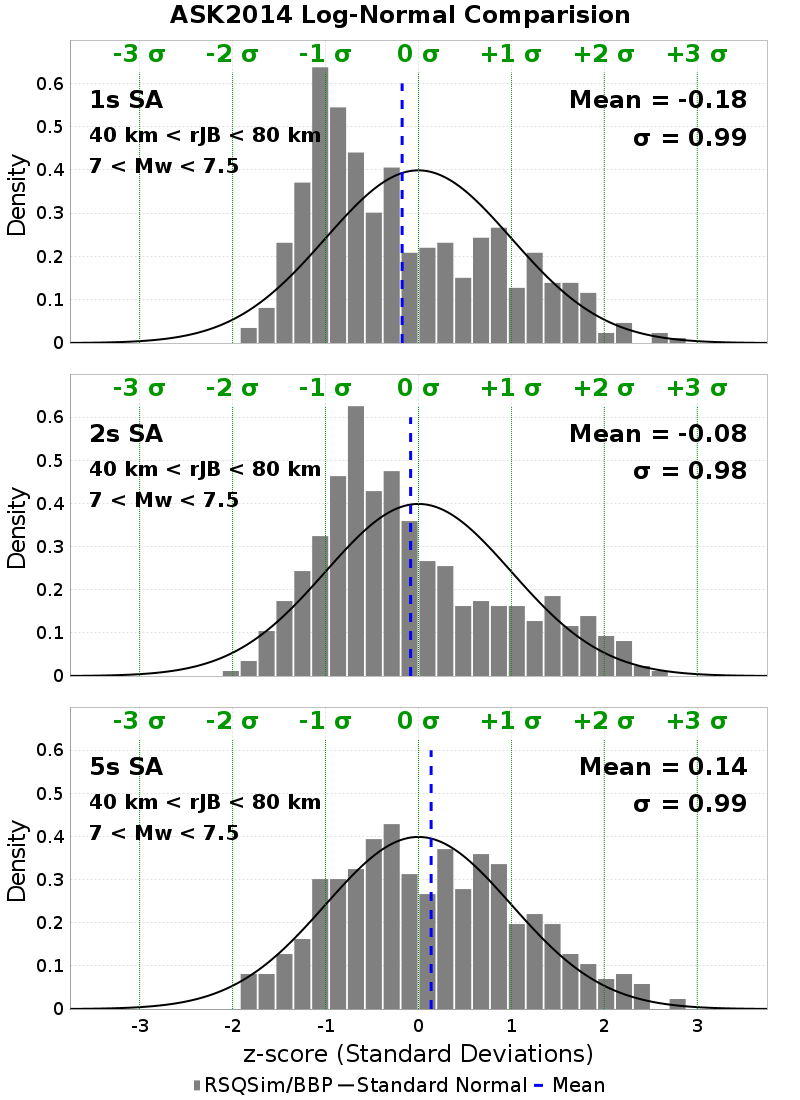 ASK2014 Log-Normal Comparision
-3 σ -2 σ -1 σ 0 σ +1 σ +2 σ +3 σ
1s SA
Mean = -0.18
40 km < rJB < 80 km
σ = 0.99
7 < Mw < 7.5
Density
0.6
0.5
0.4
0.3
0.2
0.1
0
-3 σ -2 σ -1 σ 0 σ +1 σ +2 σ +3 σ
2s SA
Mean = -0.08
40 km < rJB < 80 km
σ = 0.98
7 < Mw < 7.5
Density
0.6
0.5
0.4
0.3
0.2
0.1
0
-3 σ -2 σ -1 σ 0 σ +1 σ +2 σ +3 σ
5s SA
Mean = 0.14
40 km < rJB < 80 km
σ = 0.99
7 < Mw < 7.5
Density
0.6
0.5
0.4
0.3
0.2
0.1
0
-3 -2 -1 0 1 2 3
z-score (Standard Deviations)
RSQSim/BBP Standard Normal Mean